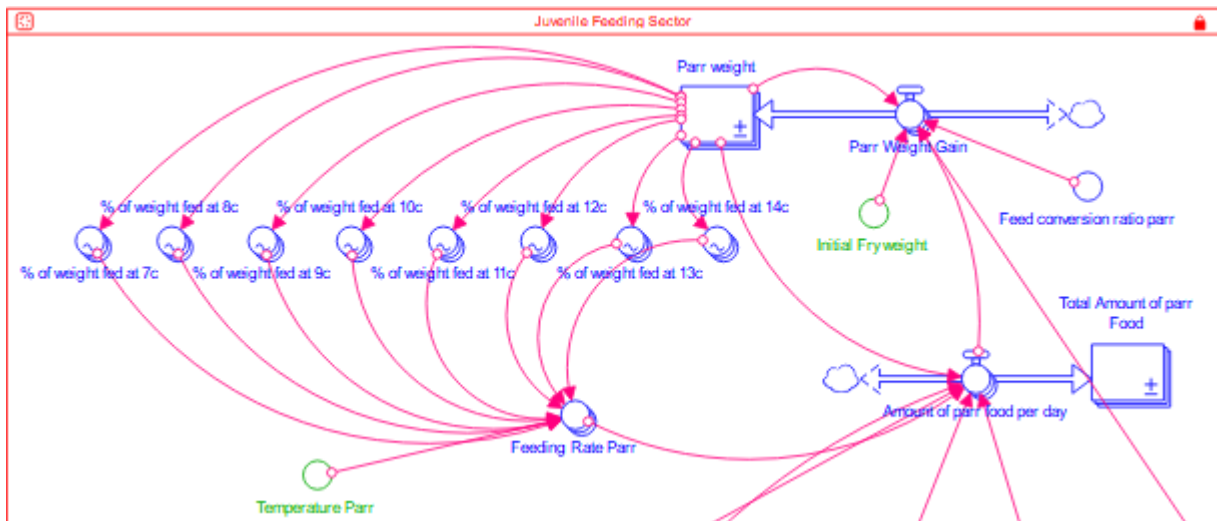 Juvenile Feeding Sector
Parr weight
Parr Weight Gain
% of weight fed at 8c
% of weight fed at 10c
% of weight fed at 12c
% of weight fed at 14c
Feed conversion ratio parr
Initial Fry weight
% of weight fed at 7c
% of weight fed at 9c
% of weight fed at 11c
% of weight fed at 13c
Total Amount of parr
Food
Amount of parr food per day
Feeding Rate Parr
Temperature Parr